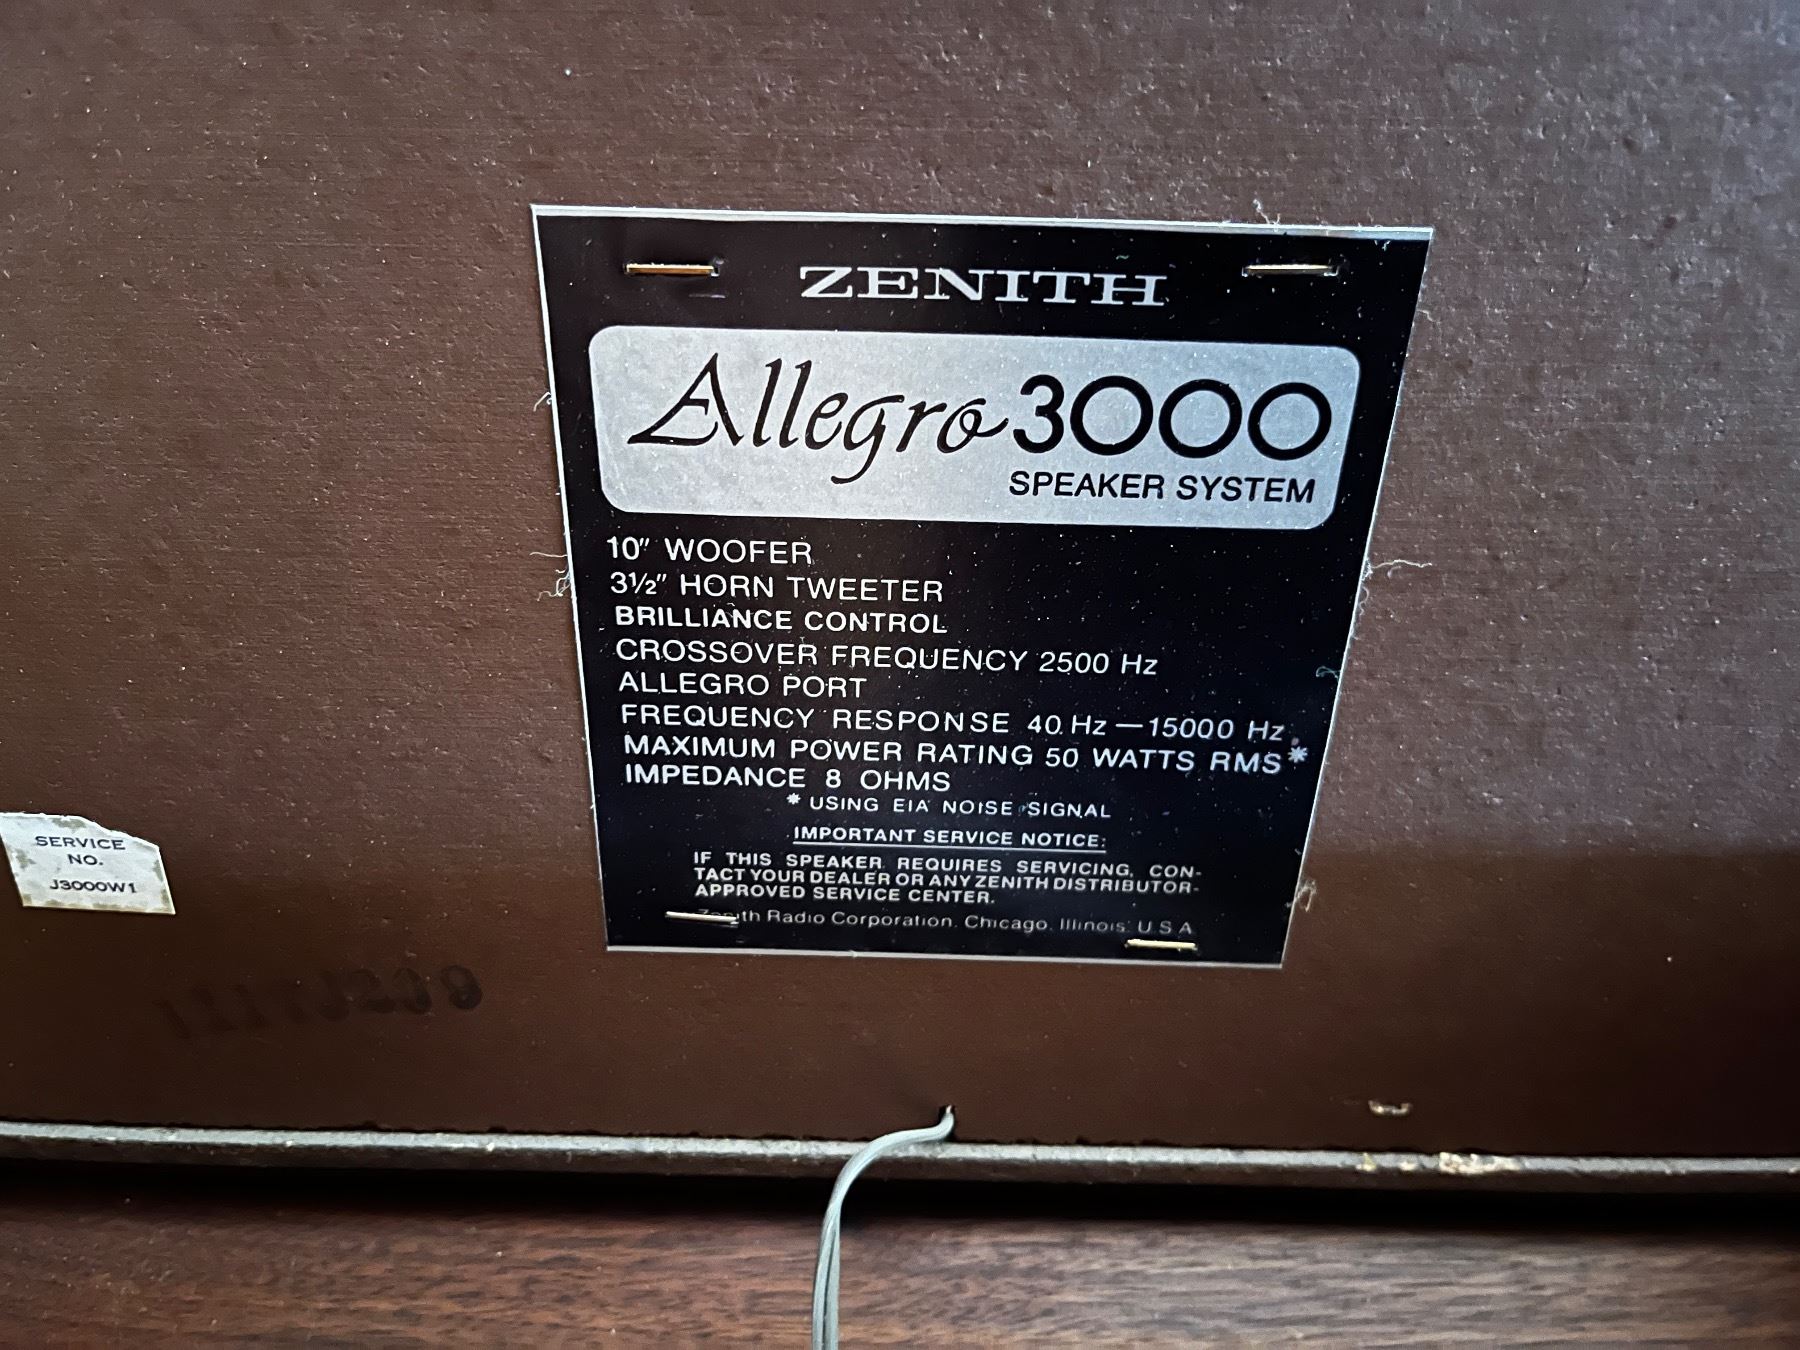 ZENITH
Allegro 3000
SPEAKER SYSTEM
10" WOOFER
3½" HORN TWEETER
BRILLIANCE CONTROL
CROSSOVER FREQUENCY 2500 Hz
ALLEGRO PORT
FREQUENCY RESPONSE 40 Hz—15000 Hz
MAXIMUM POWER RATING 50 WATTS RMS*
IMPEDANCE 8 OHMS
* USING EIA NOISE SIGNAL
IMPORTANT SERVICE NOTICE:
IF THIS SPEAKER REQUIRES SERVICING, CON-
TACT YOUR DEALER OR ANY ZENITH DISTRIBUTOR-
APPROVED SERVICE CENTER.
Zenith Radio Corporation, Chicago, Illinois, U.S.A.
SERVICE
NO.
J3000W1